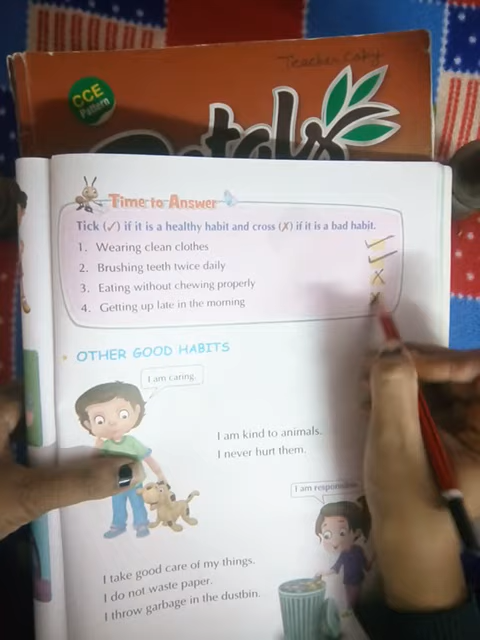 Teacher Copy
CCE
Pattern
Time to Answer
Tick (✓) if it is a healthy habit and cross (✗) if it is a bad habit.
1. Wearing clean clothes ✓
2. Brushing teeth twice daily ✓
3. Eating without chewing properly ✗
4. Getting up late in the morning ✗
OTHER GOOD HABITS
I am caring.
I am kind to animals.
I never hurt them.
I am responsible.
I take good care of my things.
I do not waste paper.
I throw garbage in the dustbin.